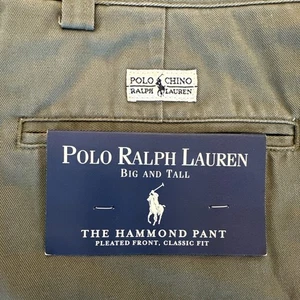 POLO CHINO
RALPH LAUREN
POLO RALPH LAUREN
BIG AND TALL
THE HAMMOND PANT
PLEATED FRONT, CLASSIC FIT